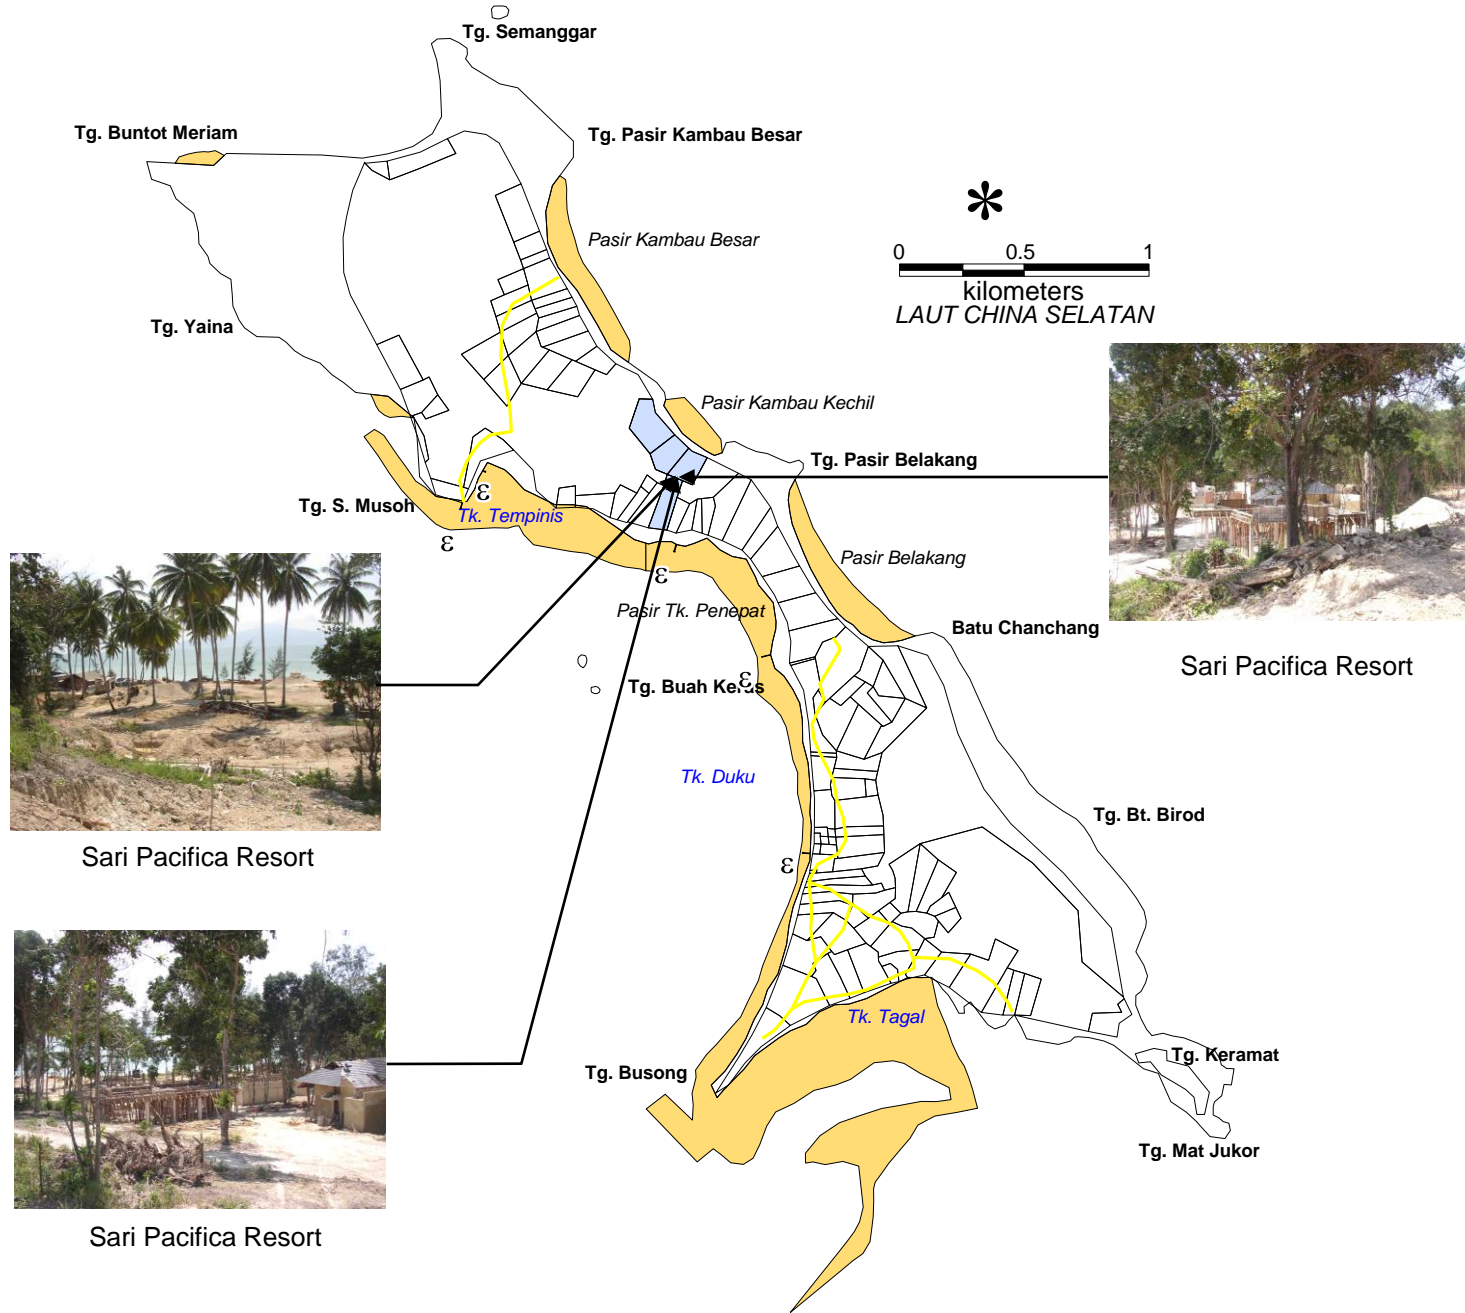 Tg. Semanggar
Tg. Buntot Meriam
Tg. Pasir Kambau Besar
*
Pasir Kambau Besar
0 0.5 1
kilometers
LAUT CHINA SELATAN
Tg. Yaina
Pasir Kambau Kechil
Tg. Pasir Belakang
ε
Tg. S. Musoh
Tk. Tempinis
ε
Pasir Belakang
ε
Pasir Tk. Penepat
Batu Chanchang
Sari Pacifica Resort
ε
Tg. Buah Keras
Tk. Duku
Tg. Bt. Birod
Sari Pacifica Resort
ε
Tk. Tagal
Tg. Keramat
Tg. Busong
Tg. Mat Jukor
Sari Pacifica Resort